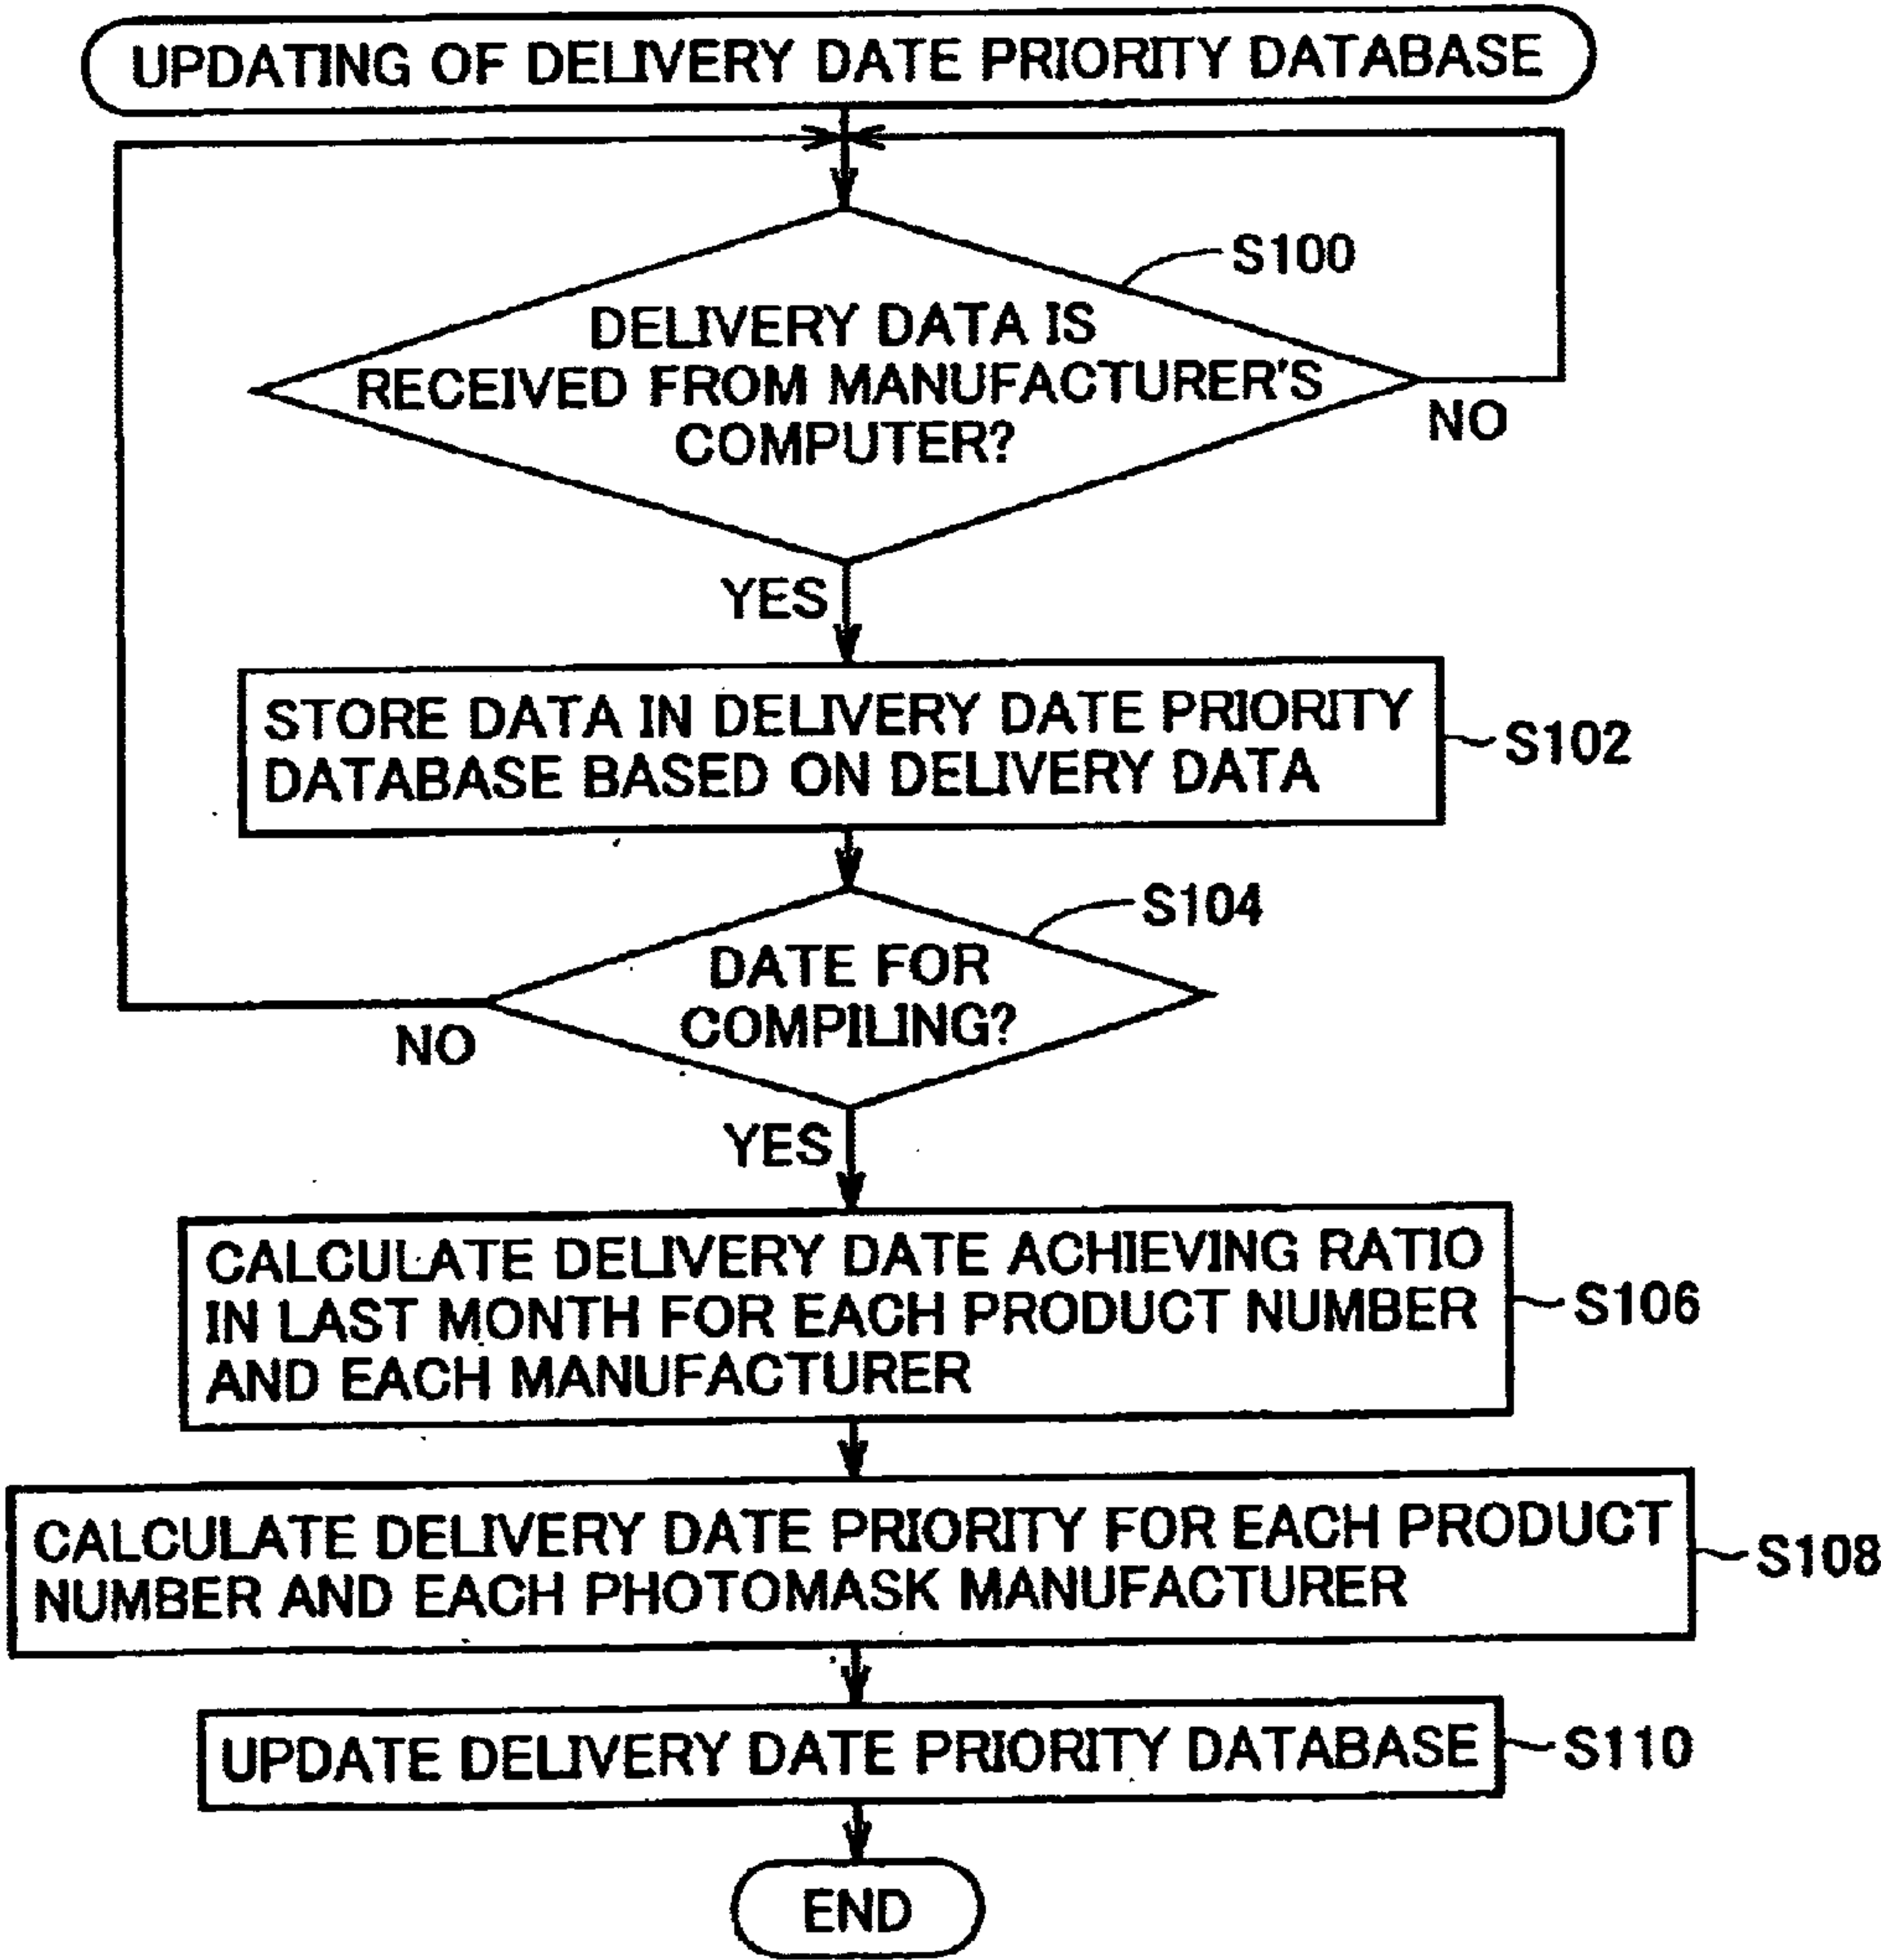 UPDATING OF DELIVERY DATE PRIORITY DATABASE
S100
DELIVERY DATA IS
RECEIVED FROM MANUFACTURER'S
COMPUTER?
NO
YES
STORE DATA IN DELIVERY DATE PRIORITY
DATABASE BASED ON DELIVERY DATA
S102
S104
DATE FOR
COMPILING?
NO
YES
CALCULATE DELIVERY DATE ACHIEVING RATIO
IN LAST MONTH FOR EACH PRODUCT NUMBER
AND EACH MANUFACTURER
S106
CALCULATE DELIVERY DATE PRIORITY FOR EACH PRODUCT
NUMBER AND EACH PHOTOMASK MANUFACTURER
S108
UPDATE DELIVERY DATE PRIORITY DATABASE
S110
END